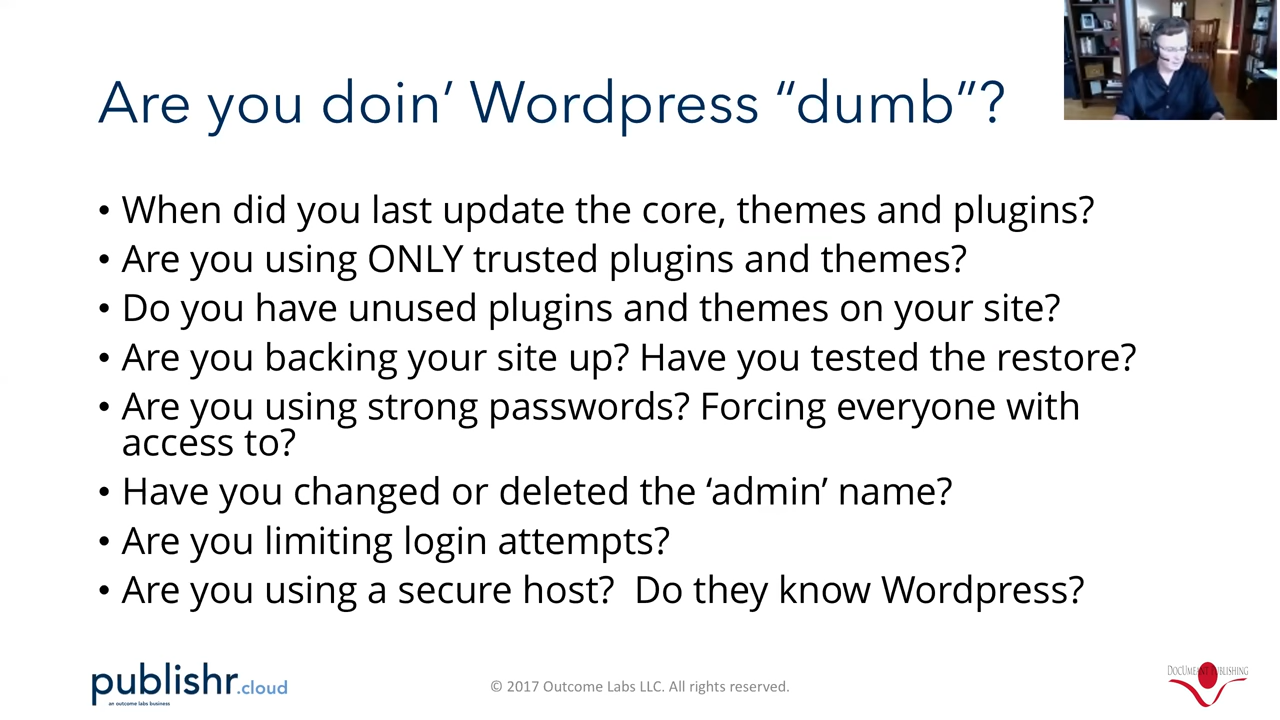 Are you doin’ Wordpress “dumb”?
• When did you last update the core, themes and plugins?
• Are you using ONLY trusted plugins and themes?
• Do you have unused plugins and themes on your site?
• Are you backing your site up? Have you tested the restore?
• Are you using strong passwords? Forcing everyone with
access to?
• Have you changed or deleted the ‘admin’ name?
• Are you limiting login attempts?
• Are you using a secure host?  Do they know Wordpress?
publishr.cloud
an outcome labs business
© 2017 Outcome Labs LLC. All rights reserved.
DOCUMEANT PUBLISHING